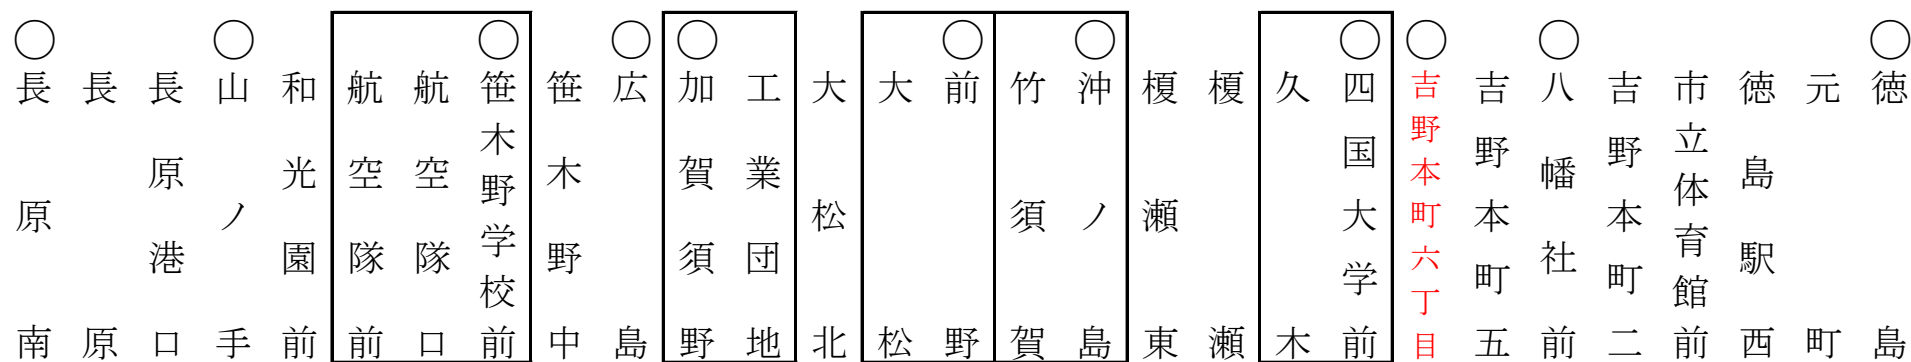 ○徳島
元町
徳島駅西
市立体育館前
吉野本町二
○八幡社前
吉野本町五
○吉野本町六丁目
○四国大学前
久木
榎瀬
榎瀬東
○沖ノ島
竹須賀
○前野
大松
大松北
工業団地
○加賀須野
○広島
笹木野中
○笹木野学校前
航空隊口
航空隊前
和光園前
○山ノ手
長原港口
長原
○長原南